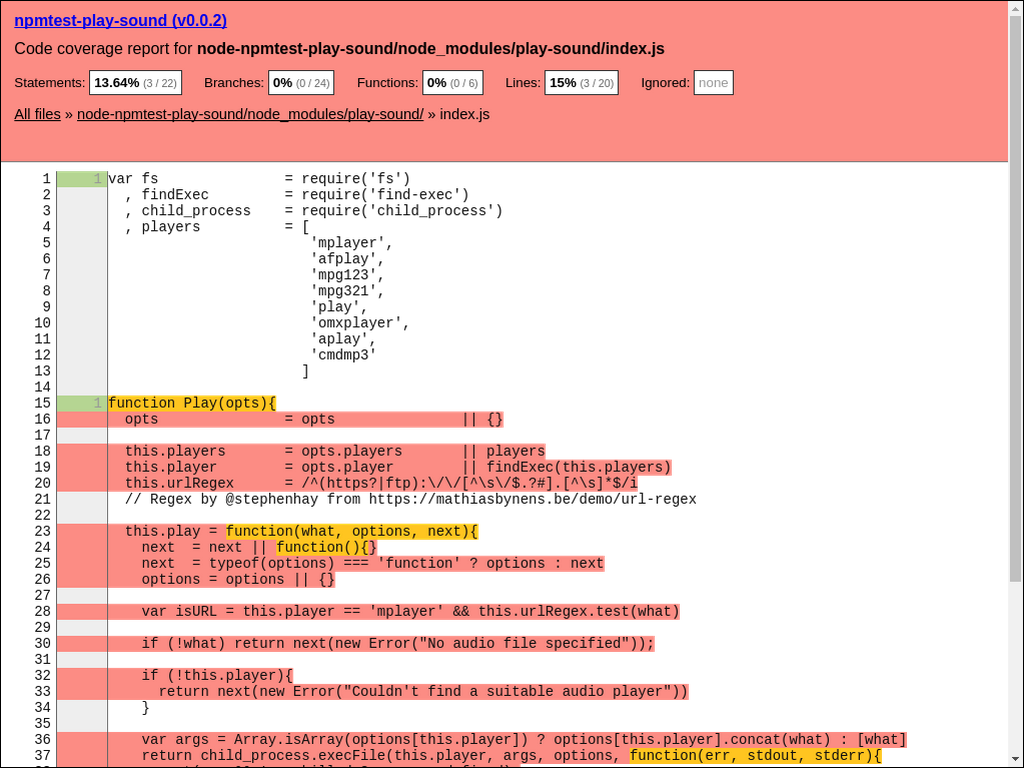 npmtest-play-sound (v0.0.2)
Code coverage report for node-npmtest-play-sound/node_modules/play-sound/index.js
Statements: 13.64% (3 / 22) Branches: 0% (0 / 24) Functions: 0% (0 / 6) Lines: 15% (3 / 20) Ignored: none
All files » node-npmtest-play-sound/node_modules/play-sound/ » index.js
1 1 var fs               = require('fs')
2   , findExec         = require('find-exec')
3   , child_process    = require('child_process')
4   , players          = [
5                         'mplayer',
6                         'afplay',
7                         'mpg123',
8                         'mpg321',
9                         'play',
10                         'omxplayer',
11                         'aplay',
12                         'cmdmp3'
13                        ]
14
15 1 function Play(opts){
16   opts               = opts               || {}
17
18   this.players       = opts.players       || players
19   this.player        = opts.player        || findExec(this.players)
20   this.urlRegex      = /^(https?|ftp):\/\/[^\s\/$.?#].[^\s]*$/i
21   // Regex by @stephenhay from https://mathiasbynens.be/demo/url-regex
22
23   this.play = function(what, options, next){
24     next  = next || function(){}
25     next  = typeof(options) === 'function' ? options : next
26     options = options || {}
27
28     var isURL = this.player == 'mplayer' && this.urlRegex.test(what)
29
30     if (!what) return next(new Error("No audio file specified"));
31
32     if (!this.player){
33       return next(new Error("Couldn't find a suitable audio player"))
34     }
35
36     var args = Array.isArray(options[this.player]) ? options[this.player].concat(what) : [what]
37     return child_process.execFile(this.player, args, options, function(err, stdout, stderr){